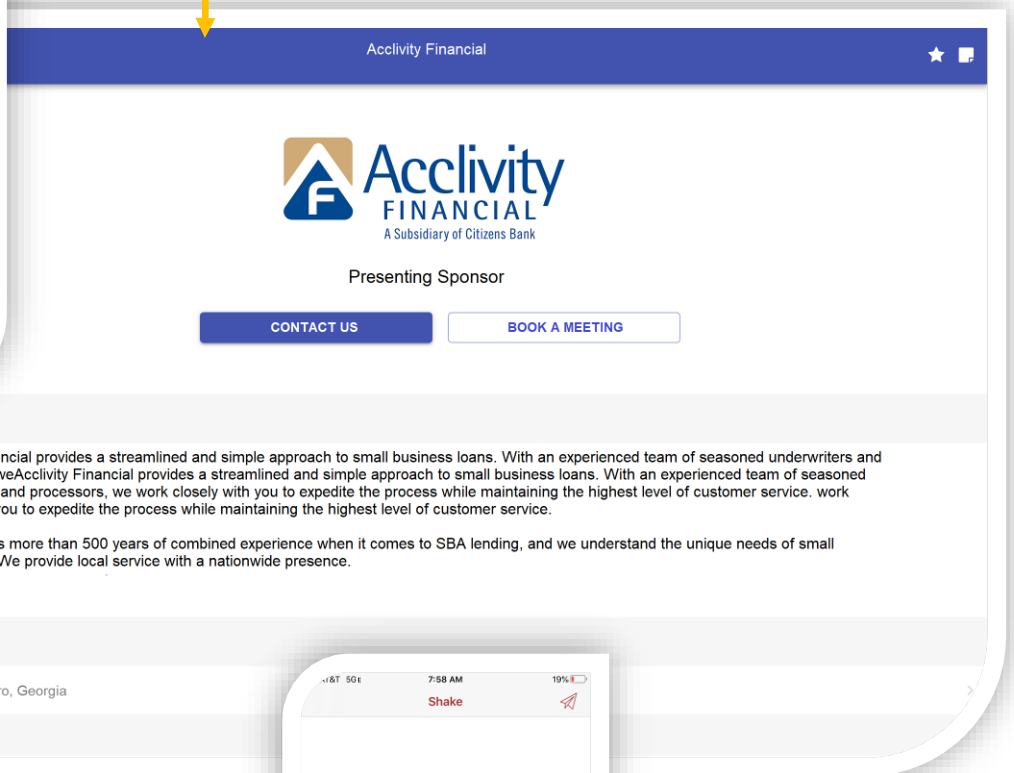 Acclivity Financial
Acclivity
FINANCIAL
A Subsidiary of Citizens Bank
Presenting Sponsor
CONTACT US
BOOK A MEETING
ncial provides a streamlined and simple approach to small business loans. With an experienced team of seasoned underwriters and
weAcclivity Financial provides a streamlined and simple approach to small business loans. With an experienced team of seasoned
and processors, we work closely with you to expedite the process while maintaining the highest level of customer service. work
you to expedite the process while maintaining the highest level of customer service.
s more than 500 years of combined experience when it comes to SBA lending, and we understand the unique needs of small
We provide local service with a nationwide presence.
ro, Georgia
AT&T 5GE 7:58 AM 19%
Shake